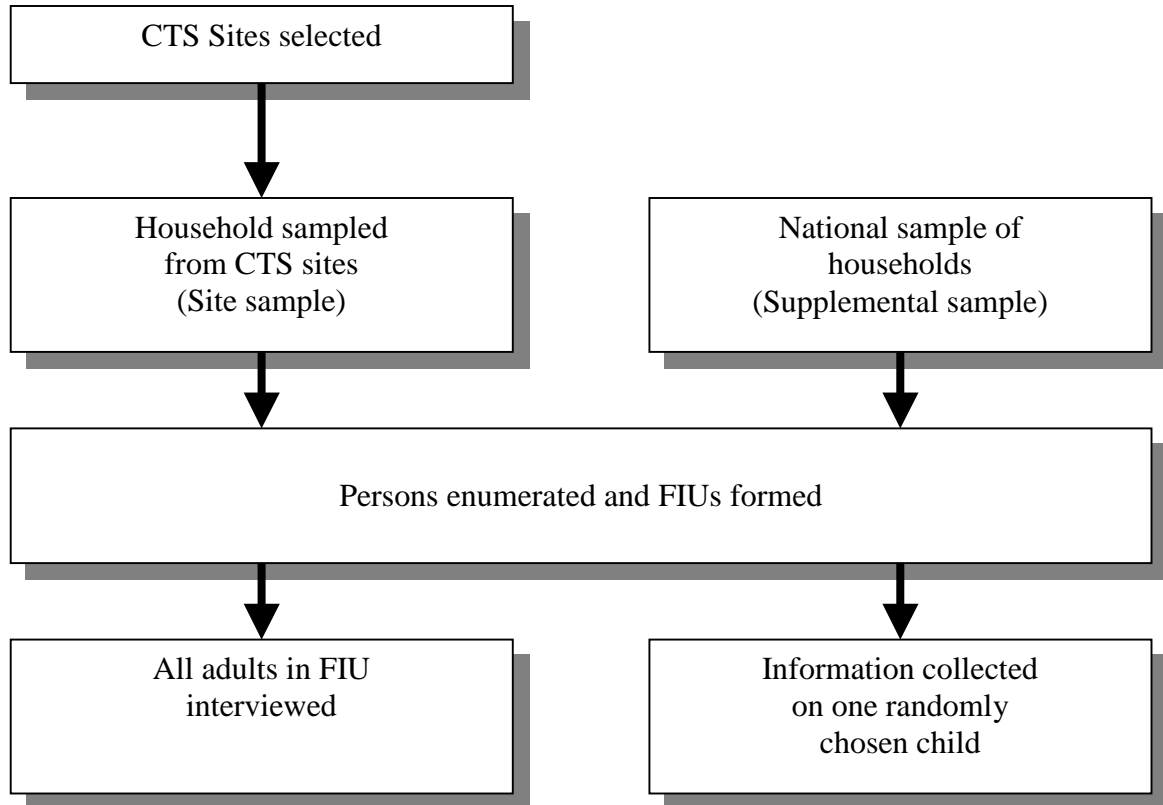 CTS Sites selected
Household sampled
from CTS sites
(Site sample)
National sample of
households
(Supplemental sample)
Persons enumerated and FIUs formed
All adults in FIU
interviewed
Information collected
on one randomly
chosen child